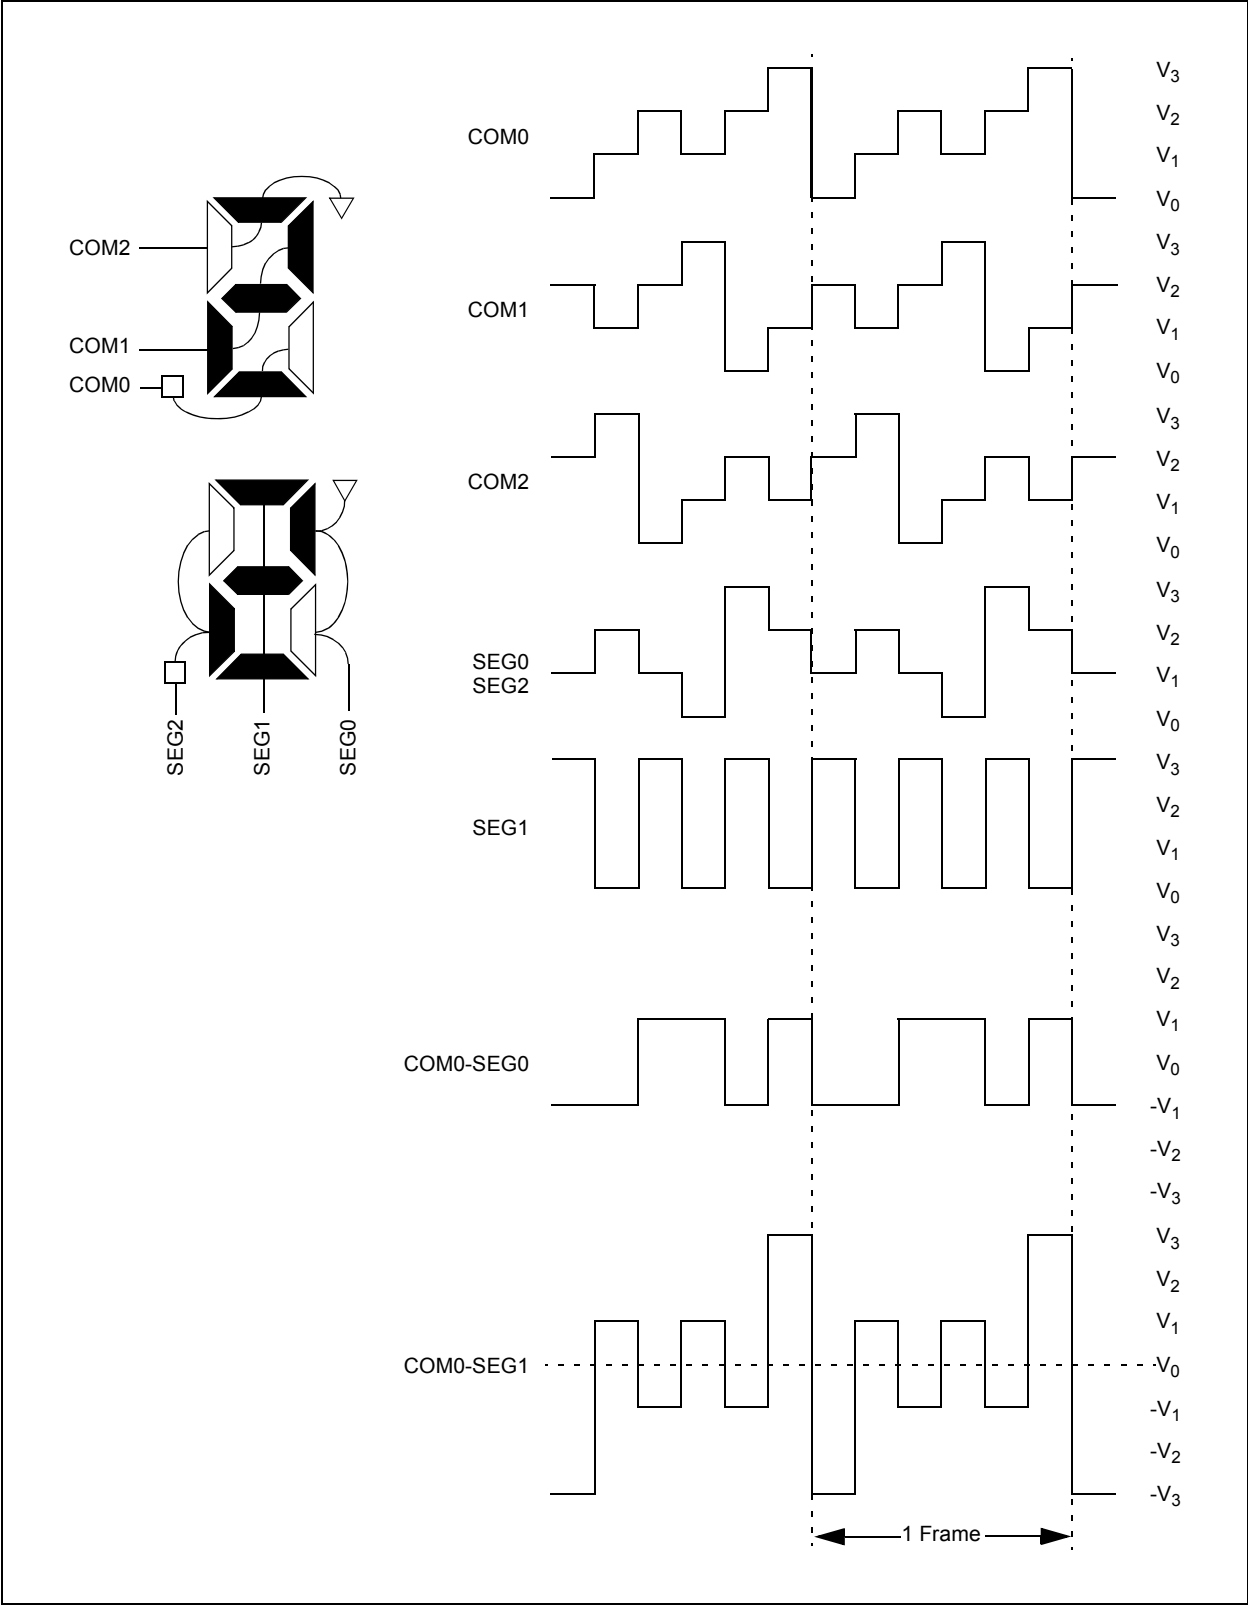 COM2
COM1
COM0
SEG2
SEG1
SEG0
COM0
V3
V2
V1
V0
COM1
V3
V2
V1
V0
COM2
V3
V2
V1
V0
SEG0
SEG2
V3
V2
V1
V0
SEG1
V3
V2
V1
V0
COM0-SEG0
V3
V2
V1
V0
-V1
-V2
-V3
COM0-SEG1
V3
V2
V1
V0
-V1
-V2
-V3
1 Frame